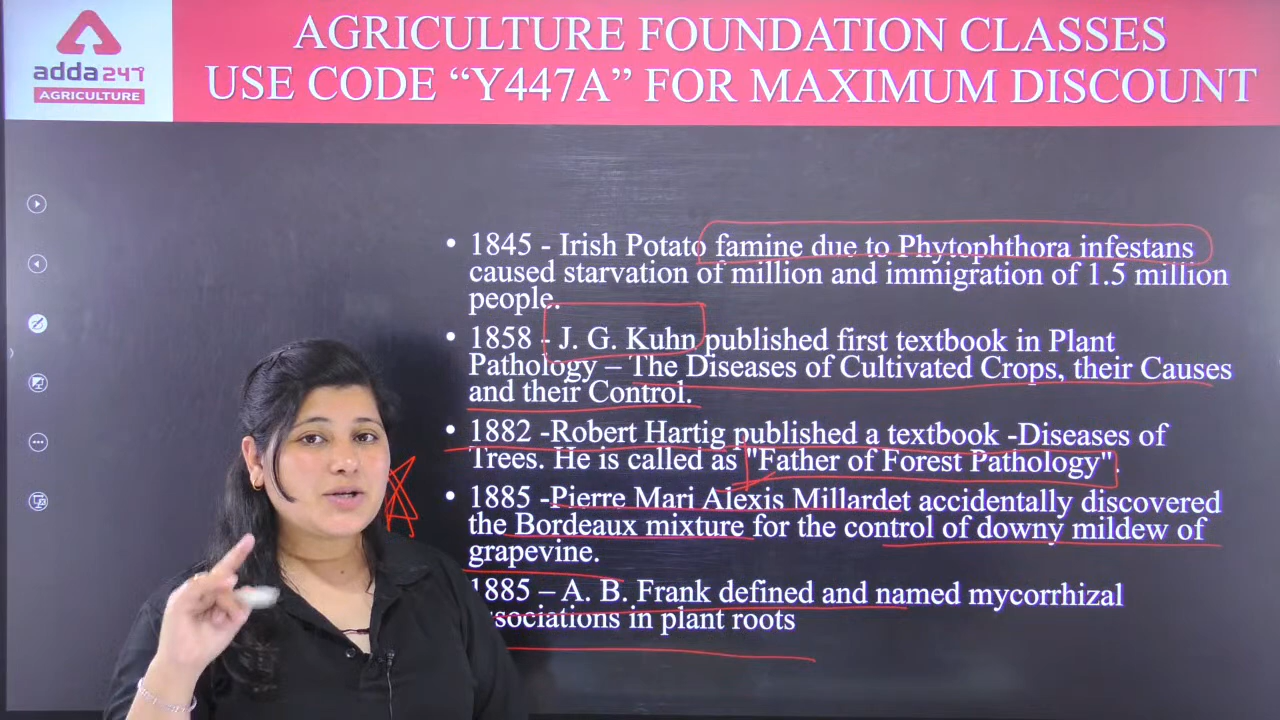 AGRICULTURE FOUNDATION CLASSES
USE CODE “Y447A” FOR MAXIMUM DISCOUNT
adda247
AGRICULTURE
• 1845 - Irish Potato famine due to Phytophthora infestans
caused starvation of million and immigration of 1.5 million
people.
• 1858 - J. G. Kuhn published first textbook in Plant
Pathology – The Diseases of Cultivated Crops, their Causes
and their Control.
• 1882 -Robert Hartig published a textbook -Diseases of
Trees. He is called as "Father of Forest Pathology".
• 1885 -Pierre Mari Alexis Millardet accidentally discovered
the Bordeaux mixture for the control of downy mildew of
grapevine.
1885 – A. B. Frank defined and named mycorrhizal
ssociations in plant roots